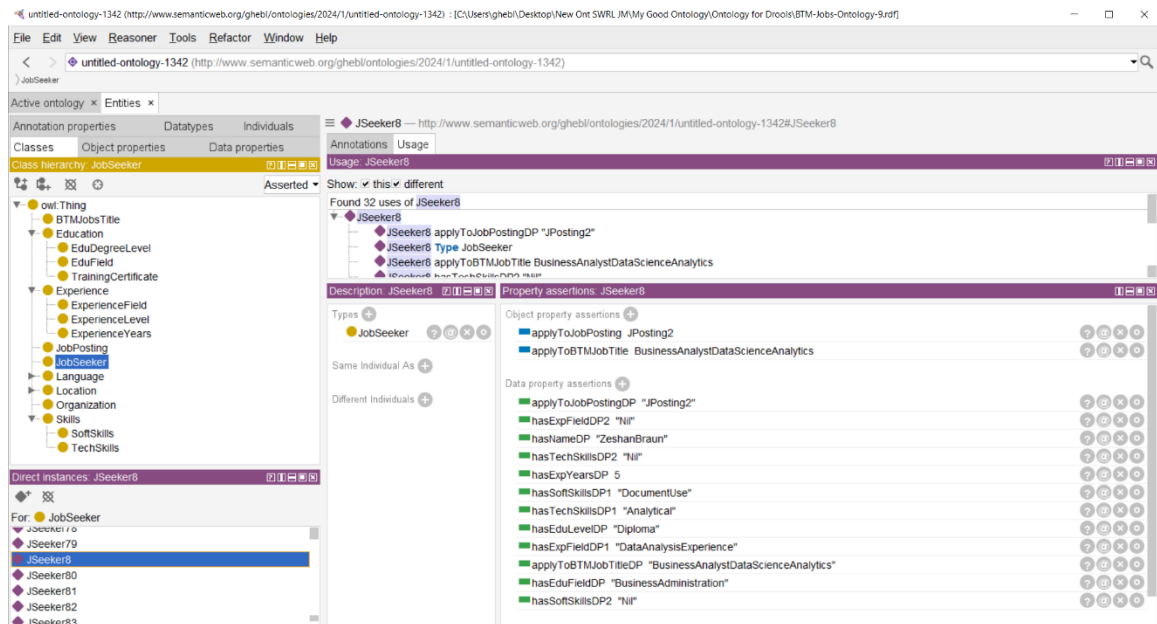 untitled-ontology-1342 (http://www.semanticweb.org/ghebl/ontologies/2024/1/untitled-ontology-1342) : [C:\Users\ghebl\Desktop\New Ont SWRL JM\My Good Ontology\Ontology for Drools\BTM-Jobs-Ontology-9.rdf]
File Edit View Reasoner Tools Refactor Window Help
untitled-ontology-1342 (http://www.semanticweb.org/ghebl/ontologies/2024/1/untitled-ontology-1342)
JobSeeker
Active ontology × Entities ×
Annotation properties Datatypes Individuals
Classes Object properties Data properties
Class hierarchy: JobSeeker
Asserted
owl:Thing
BTMJobsTitle
Education
EduDegreeLevel
EduField
TrainingCertificate
Experience
ExperienceField
ExperienceLevel
ExperienceYears
JobPosting
JobSeeker
Language
Location
Organization
Skills
SoftSkills
TechSkills
Direct instances: JSeeker8
For: JobSeeker
JSeeker78
JSeeker79
JSeeker8
JSeeker80
JSeeker81
JSeeker82
JSeeker83
JSeeker8 — http://www.semanticweb.org/ghebl/ontologies/2024/1/untitled-ontology-1342#JSeeker8
Annotations Usage
Usage: JSeeker8
Show: this different
Found 32 uses of JSeeker8
JSeeker8
JSeeker8 applyToJobPostingDP "JPosting2"
JSeeker8 Type JobSeeker
JSeeker8 applyToBTMJobTitle BusinessAnalystDataScienceAnalytics
JSeeker8 hasTechSkillsDP2 "Nil"
Description: JSeeker8
Types
JobSeeker
Same Individual As
Different Individuals
Property assertions: JSeeker8
Object property assertions
applyToJobPosting JPosting2
applyToBTMJobTitle BusinessAnalystDataScienceAnalytics
Data property assertions
applyToJobPostingDP "JPosting2"
hasExpFieldDP2 "Nil"
hasNameDP "ZeshanBraun"
hasTechSkillsDP2 "Nil"
hasExpYearsDP 5
hasSoftSkillsDP1 "DocumentUse"
hasTechSkillsDP1 "Analytical"
hasEduLevelDP "Diploma"
hasExpFieldDP1 "DataAnalysisExperience"
applyToBTMJobTitleDP "BusinessAnalystDataScienceAnalytics"
hasEduFieldDP "BusinessAdministration"
hasSoftSkillsDP2 "Nil"